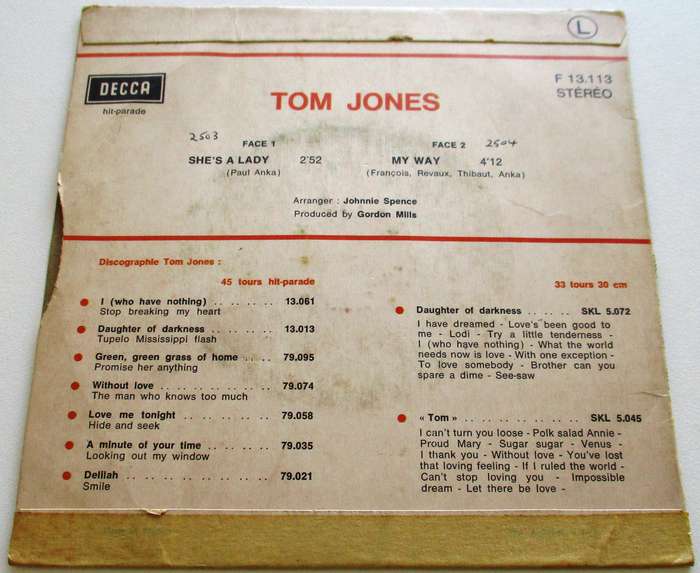 L
DECCA
hit-parade
F 13.113
STÉRÉO
TOM JONES
2503
FACE 1
SHE'S A LADY 2'52
(Paul Anka)
FACE 2 2504
MY WAY 4'12
(François, Revaux, Thibaut, Anka)
Arranger : Johnnie Spence
Produced by Gordon Mills
Discographie Tom Jones :
45 tours hit-parade
I (who have nothing) .. .. .. .. 13.061
Stop breaking my heart
Daughter of darkness .. .. .. .. 13.013
Tupelo Mississippi flash
Green, green grass of home .. .. 79.095
Promise her anything
Without love .. .. .. .. .. .. 79.074
The man who knows too much
Love me tonight .. .. .. .. .. 79.058
Hide and seek
A minute of your time .. .. .. .. 79.035
Looking out my window
Delilah .. .. .. .. .. .. .. .. 79.021
Smile
33 tours 30 cm
Daughter of darkness .. .. .. SKL 5.072
I have dreamed - Love's been good to
me - Lodi - Try a little tenderness -
I (who have nothing) - What the world
needs now is love - With one exception -
To love somebody - Brother can you
spare a dime - See-saw
« Tom » .. .. .. .. .. .. .. SKL 5.045
I can't turn you loose - Polk salad Annie -
Proud Mary - Sugar sugar - Venus -
I thank you - Without love - You've lost
that loving feeling - If I ruled the world -
Can't stop loving you - Impossible
dream - Let there be love -